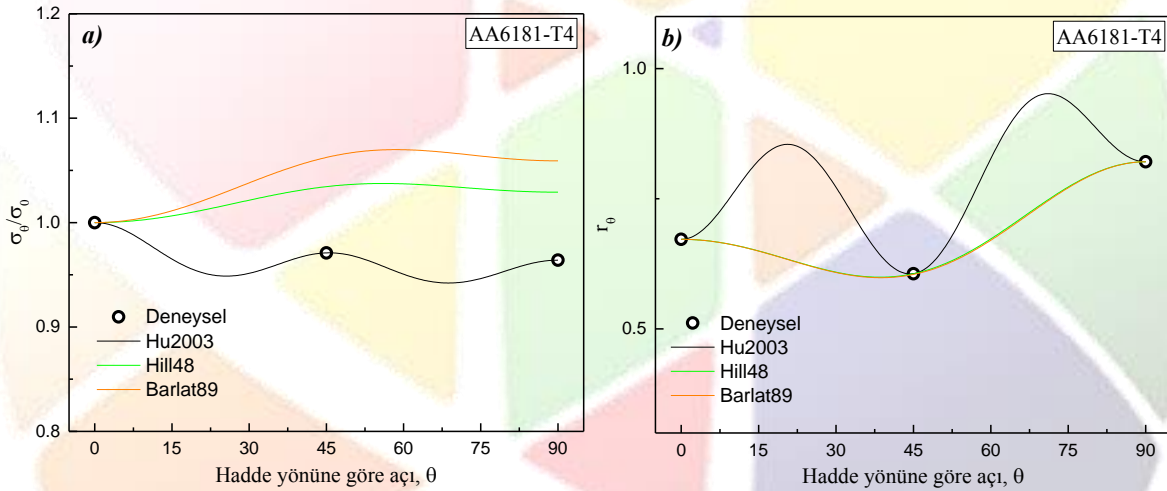 a)
AA6181-T4
1.2
1.1
1.0
0.9
0.8
σθ/σ0
Deneysel
Hu2003
Hill48
Barlat89
0 15 30 45 60 75 90
Hadde yönüne göre açı, θ
b)
AA6181-T4
1.0
0.5
rθ
Deneysel
Hu2003
Hill48
Barlat89
0 15 30 45 60 75 90
Hadde yönüne göre açı, θ